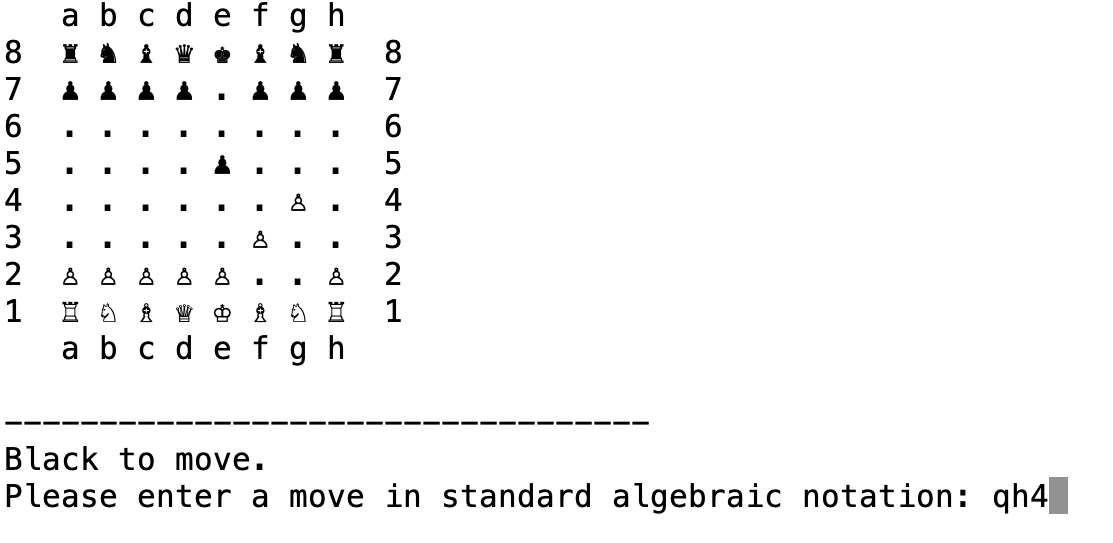 a b c d e f g h
8 ♜ ♞ ♝ ♛ ♚ ♝ ♞ ♜ 8
7 ♟ ♟ ♟ ♟ . ♟ ♟ ♟ 7
6 . . . . . . . . 6
5 . . . . ♟ . . . 5
4 . . . . . . ♙ . 4
3 . . . . . ♙ . . 3
2 ♙ ♙ ♙ ♙ ♙ . . ♙ 2
1 ♖ ♘ ♗ ♕ ♔ ♗ ♘ ♖ 1
a b c d e f g h
----------------------------------
Black to move.
Please enter a move in standard algebraic notation: qh4